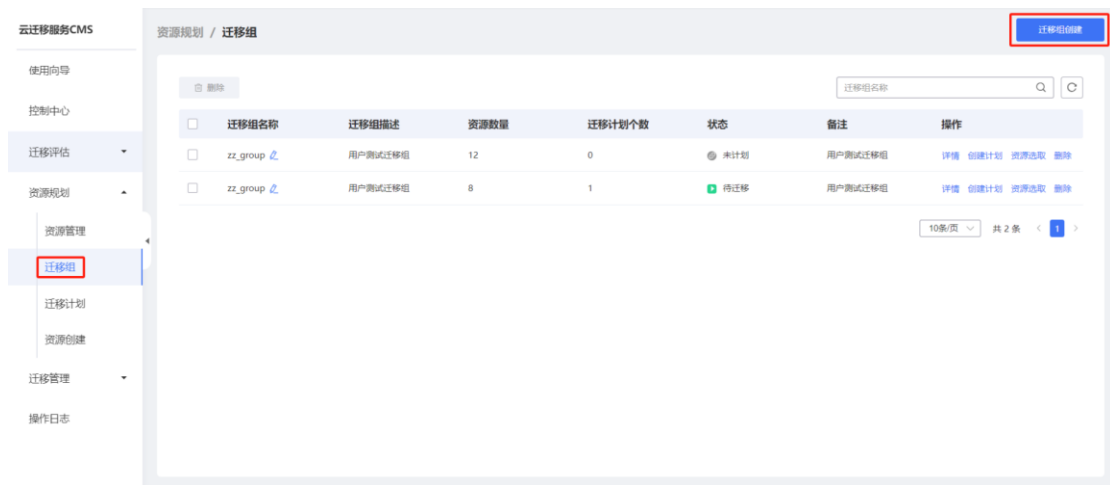 云迁移服务CMS
使用向导
控制中心
迁移评估
资源规划
资源管理
迁移组
迁移计划
资源创建
迁移管理
操作日志
资源规划 / 迁移组
迁移组创建
删除
迁移组名称
迁移组名称 迁移组描述 资源数量 迁移计划个数 状态 备注 操作
zz_group 用户测试迁移组 12 0 未计划 用户测试迁移组 详情 创建计划 资源选取 删除
zz_group 用户测试迁移组 8 1 待迁移 用户测试迁移组 详情 创建计划 资源选取 删除
10条/页 共 2 条 < 1 >